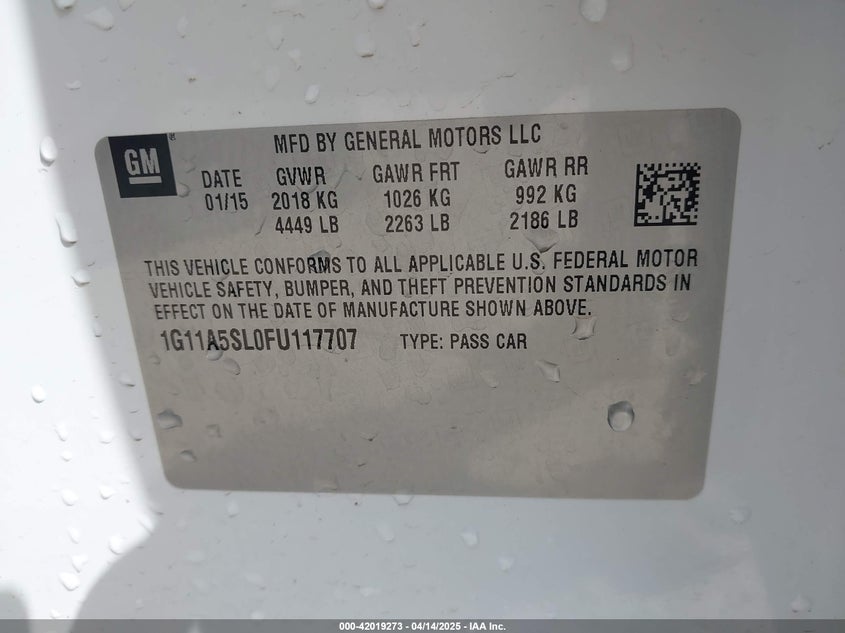 GM
MFD BY GENERAL MOTORS LLC
DATE GVWR GAWR FRT GAWR RR
01/15 2018 KG 1026 KG 992 KG
4449 LB 2263 LB 2186 LB
THIS VEHICLE CONFORMS TO ALL APPLICABLE U.S. FEDERAL MOTOR
VEHICLE SAFETY, BUMPER, AND THEFT PREVENTION STANDARDS IN
EFFECT ON THE DATE OF MANUFACTURE SHOWN ABOVE.
1G11A5SL0FU117707 TYPE: PASS CAR
000-42019273 - 04/14/2025 - IAA Inc.